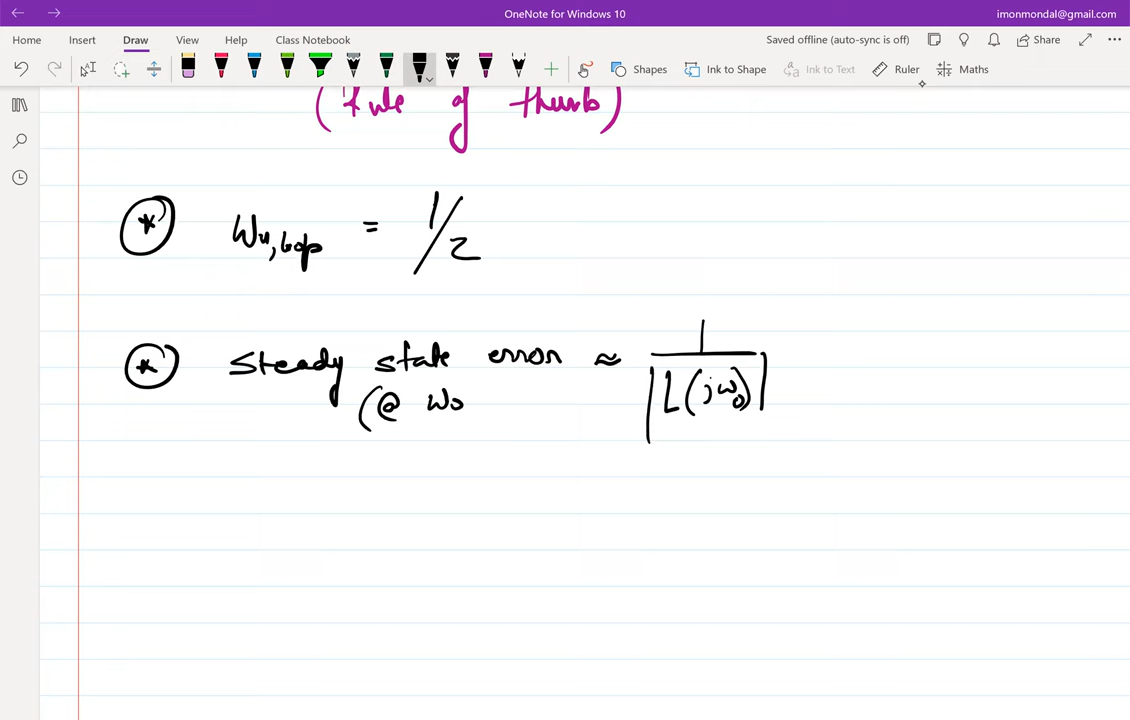 OneNote for Windows 10
imonmondal@gmail.com
Home Insert Draw View Help Class Notebook
Saved offline (auto-sync is off) Share
Shapes Ink to Shape Ink to Text Ruler Maths
(Rule of thumb)
* ωu,loop = 1/2
* Steady state error ≈ 1/|L(jω0)|
(@ ω0